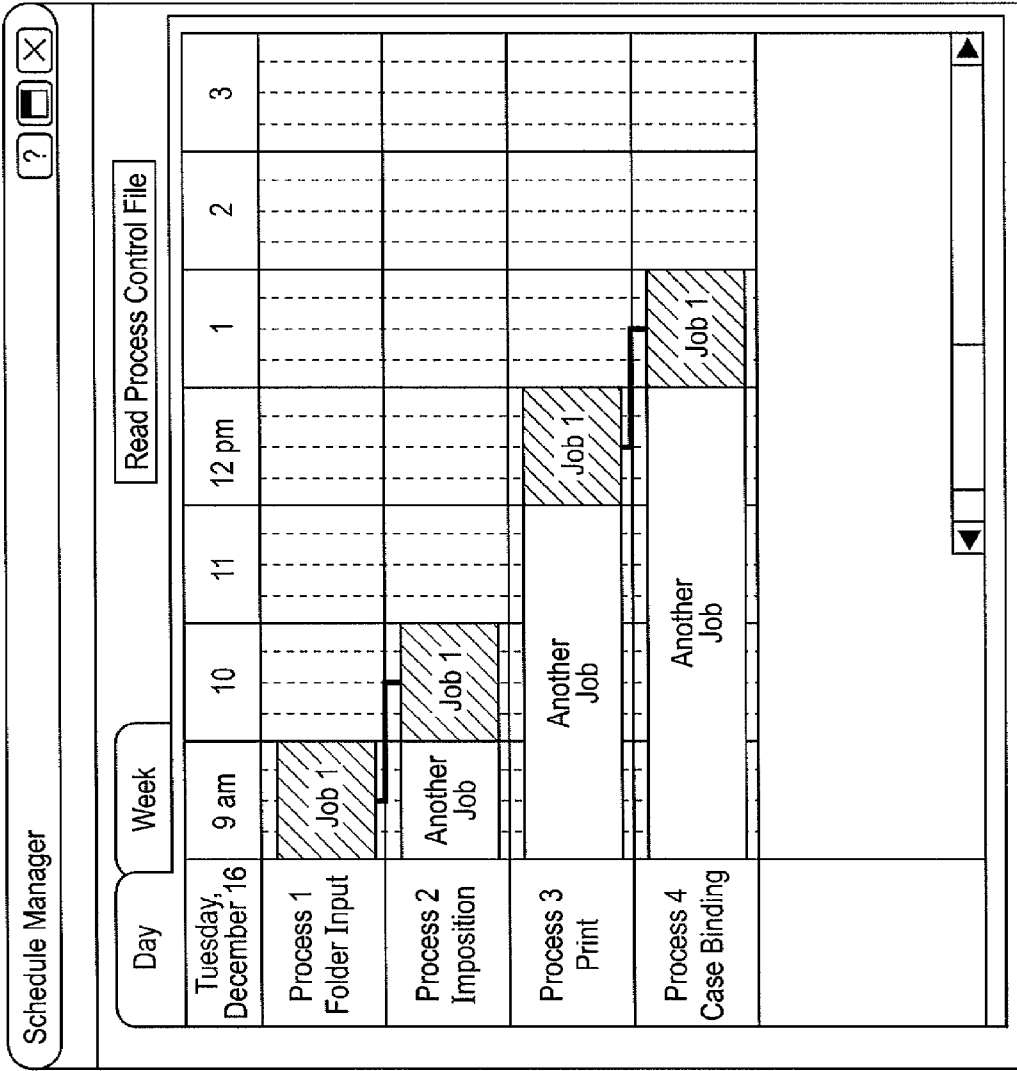 Schedule Manager
?
Day
Week
Read Process Control File
Tuesday,
December 16
9 am
10
11
12 pm
1
2
3
Process 1
Folder Input
Job 1
Process 2
Imposition
Another
Job
Job 1
Process 3
Print
Another
Job
Job 1
Process 4
Case Binding
Another
Job
Job 1